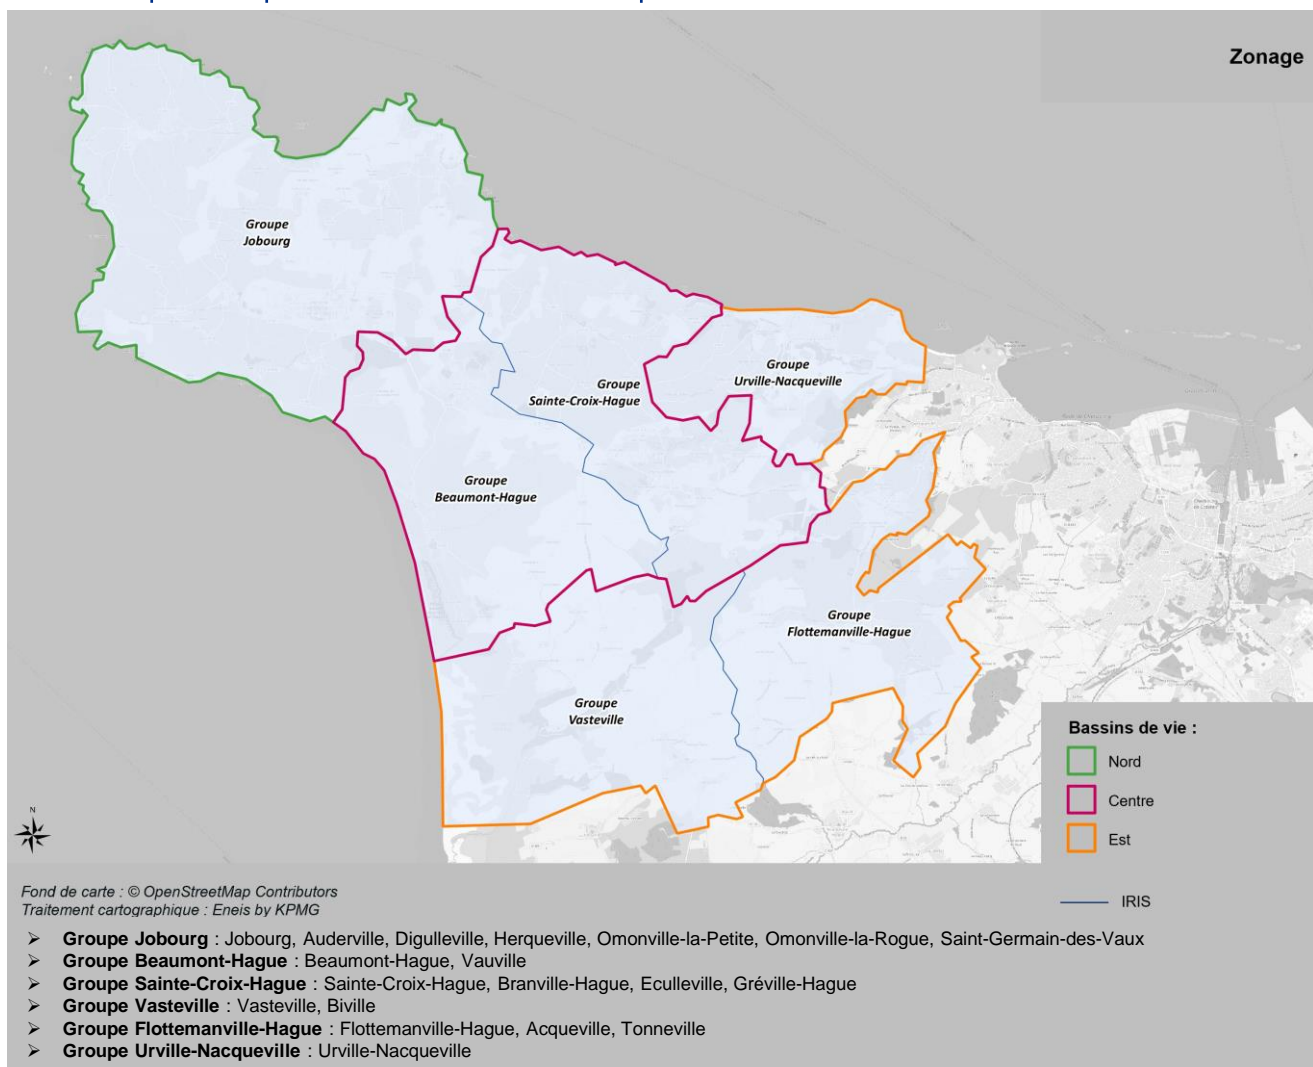 Zonage
Groupe
Jobourg
Groupe
Urville-Nacqueville
Groupe
Sainte-Croix-Hague
Groupe
Beaumont-Hague
Groupe
Flottemanville-Hague
Groupe
Vasteville
Bassins de vie :
Nord
Centre
Est
IRIS
N
Fond de carte : © OpenStreetMap Contributors
Traitement cartographique : Eneis by KPMG
➢ Groupe Jobourg : Jobourg, Auderville, Digulleville, Herqueville, Omonville-la-Petite, Omonville-la-Rogue, Saint-Germain-des-Vaux
➢ Groupe Beaumont-Hague : Beaumont-Hague, Vauville
➢ Groupe Sainte-Croix-Hague : Sainte-Croix-Hague, Branville-Hague, Eculleville, Gréville-Hague
➢ Groupe Vasteville : Vasteville, Biville
➢ Groupe Flottemanville-Hague : Flottemanville-Hague, Acqueville, Tonneville
➢ Groupe Urville-Nacqueville : Urville-Nacqueville